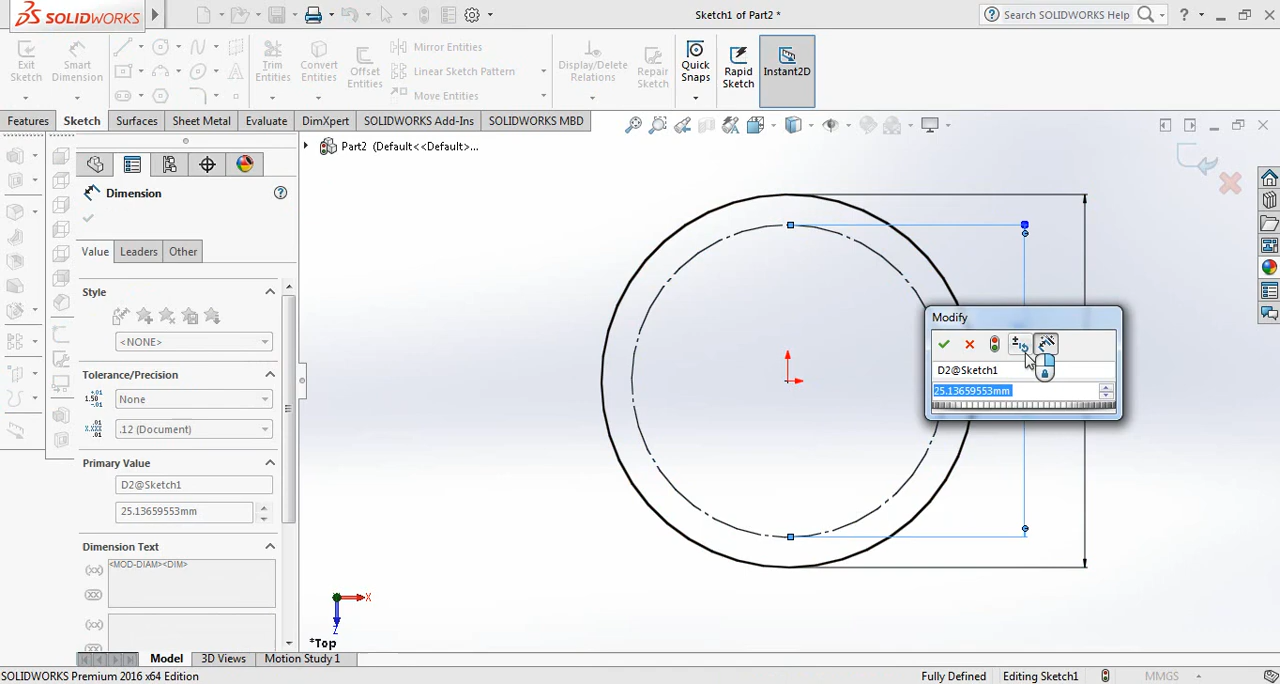 SOLIDWORKS
Sketch1 of Part2 *
Search SOLIDWORKS Help
?
Exit Sketch
Smart Dimension
Trim Entities
Convert Entities
Offset Entities
Mirror Entities
Linear Sketch Pattern
Move Entities
Display/Delete Relations
Repair Sketch
Quick Snaps
Rapid Sketch
Instant2D
Features
Sketch
Surfaces
Sheet Metal
Evaluate
DimXpert
SOLIDWORKS Add-Ins
SOLIDWORKS MBD
Part2 (Default<<Default>...
Dimension
Value
Leaders
Other
Style
<NONE>
Tolerance/Precision
None
.12 (Document)
Primary Value
D2@Sketch1
25.13659553mm
Dimension Text
<MOD-DIAM><DIM>
Modify
D2@Sketch1
25.13659553mm
X
Z
*Top
Model
3D Views
Motion Study 1
SOLIDWORKS Premium 2016 x64 Edition
Fully Defined
Editing Sketch1
MMGS